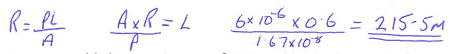 R = ρL/A   A × R/ρ = L   6×10⁻⁶ × 0·6/1·67×10⁻⁸ = 215·5m